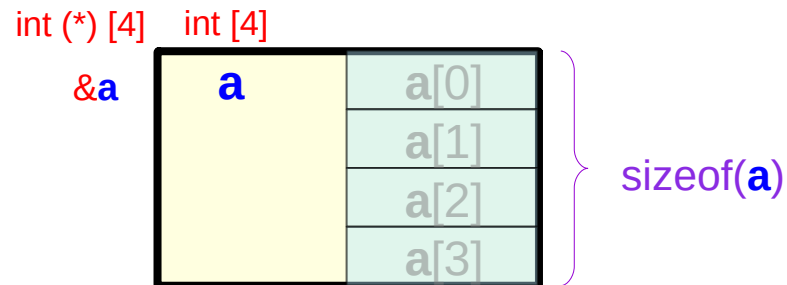 int (*) [4] int [4]
&a a a[0]
a[1]
a[2]
sizeof(a)
a[3]